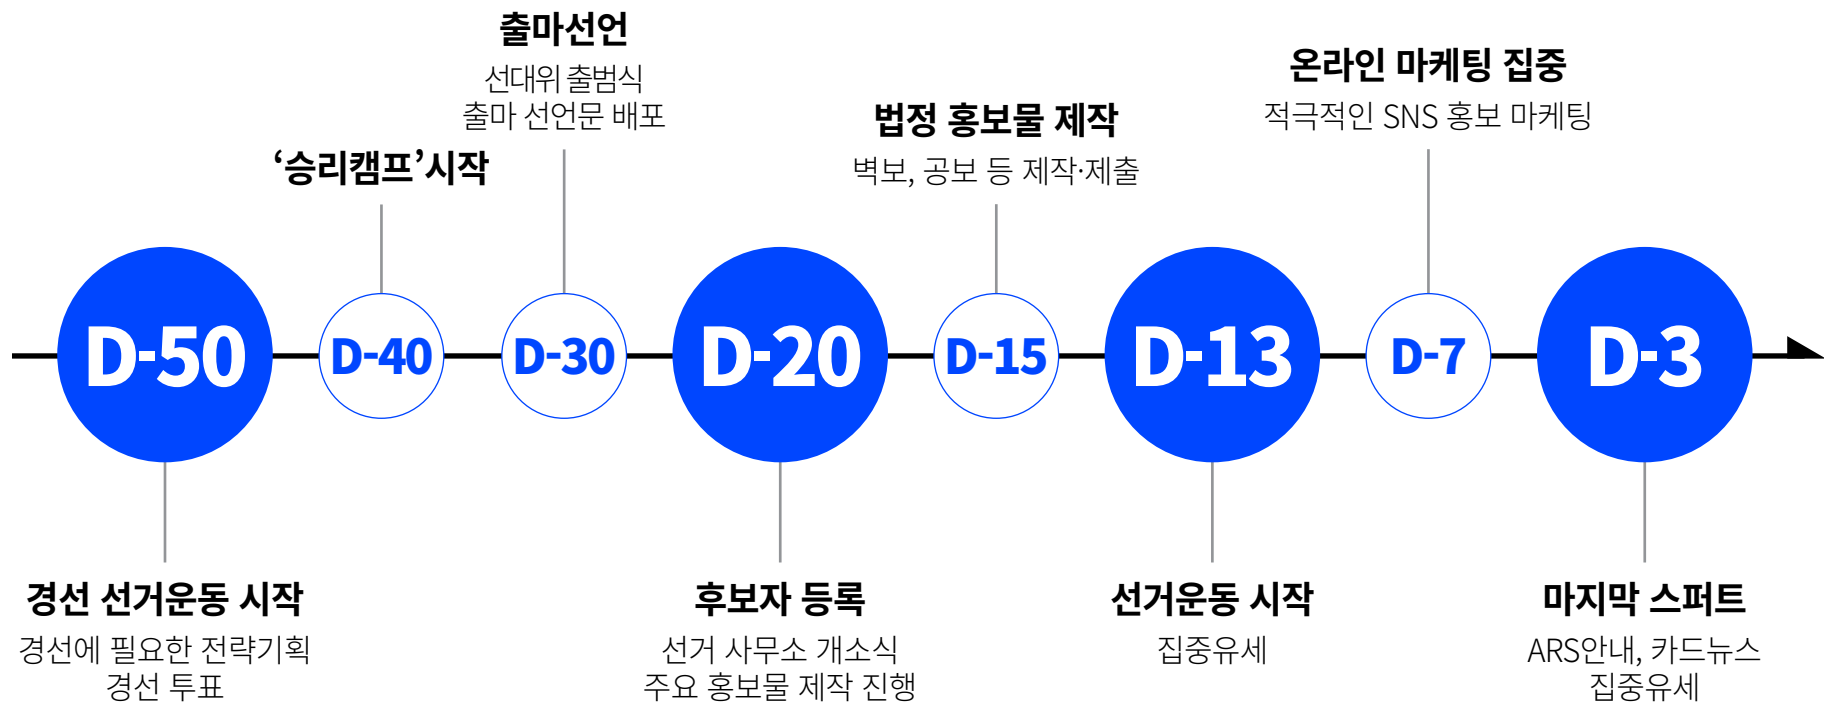 출마선언
선대위 출범식
출마 선언문 배포
온라인 마케팅 집중
적극적인 SNS 홍보 마케팅
법정 홍보물 제작
벽보, 공보 등 제작·제출
‘승리캠프’시작
D-50
D-40
D-30
D-20
D-15
D-13
D-7
D-3
경선 선거운동 시작
경선에 필요한 전략기획
경선 투표
후보자 등록
선거 사무소 개소식
주요 홍보물 제작 진행
선거운동 시작
집중유세
마지막 스퍼트
ARS안내, 카드뉴스
집중유세